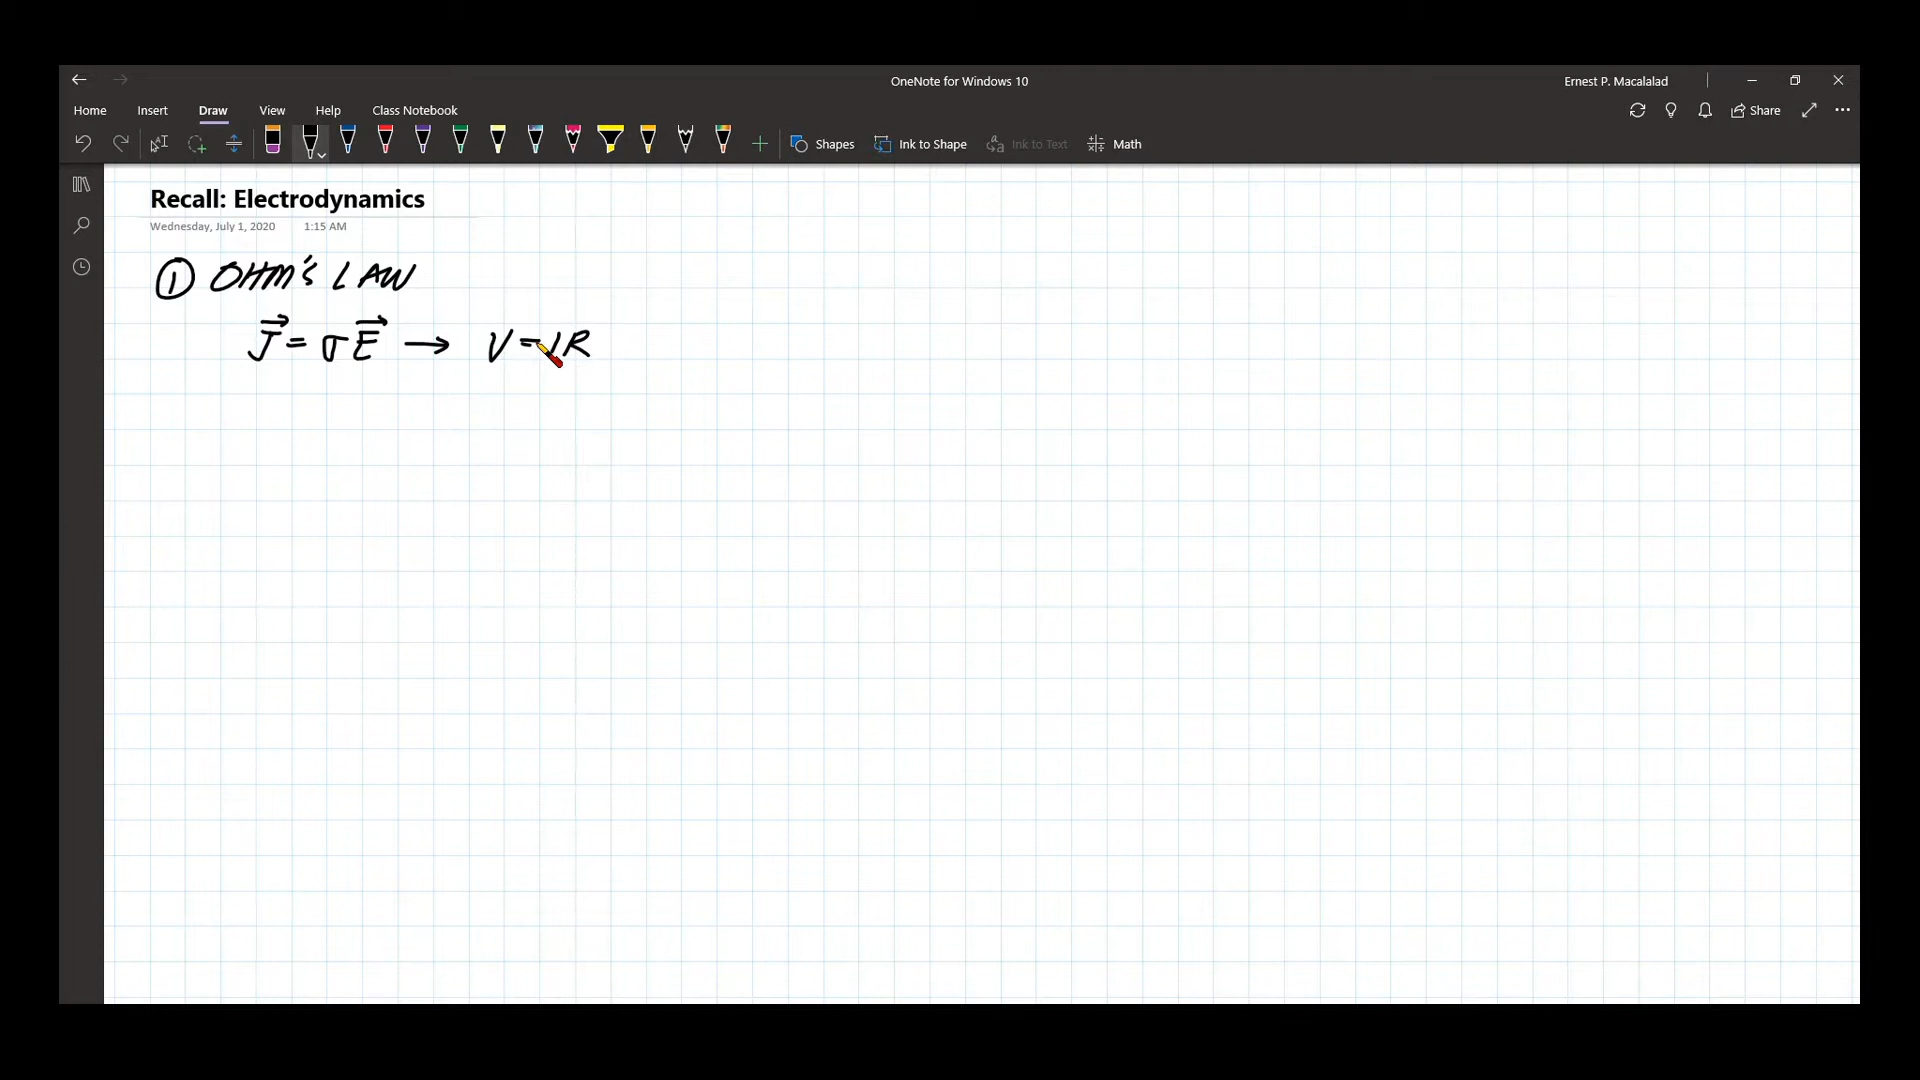 OneNote for Windows 10
Ernest P. Macalalad
Home Insert Draw View Help Class Notebook
Share
Shapes Ink to Shape Ink to Text Math
Recall: Electrodynamics
Wednesday, July 1, 2020 1:15 AM
① OHM'S LAW
J⃗ = σE⃗ → V = IR